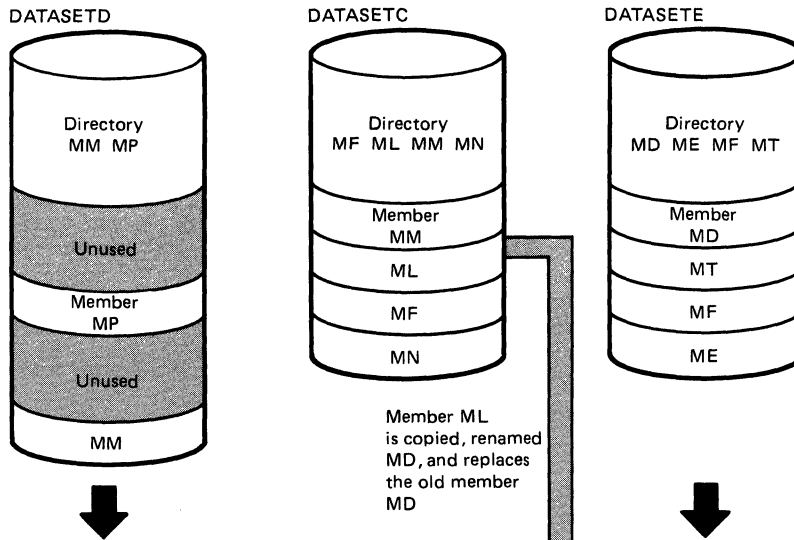 DATASETD
Directory
MM MP
Unused
Member
MP
Unused
MM
DATASETC
Directory
MF ML MM MN
Member
MM
ML
MF
MN
Member ML
is copied, renamed
MD, and replaces
the old member
MD
DATASETE
Directory
MD ME MF MT
Member
MD
MT
MF
ME